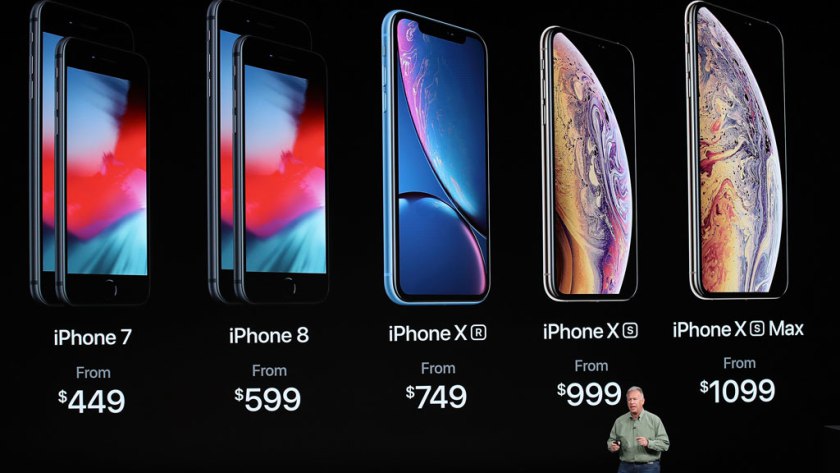 iPhone 7
From
$449
iPhone 8
From
$599
iPhone XR
From
$749
iPhone XS
From
$999
iPhone XS Max
From
$1099